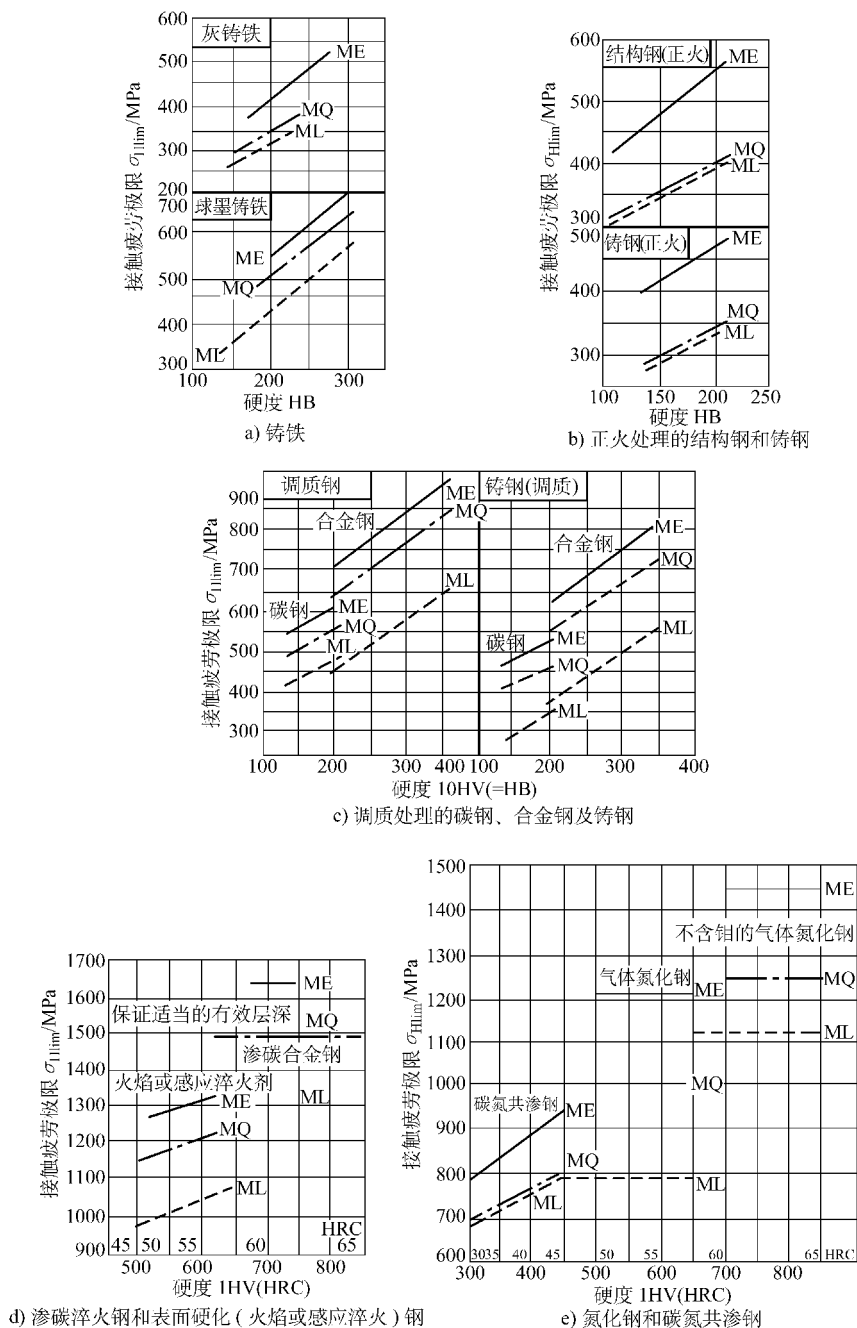 接触疲劳极限 σHlim/MPa
600
灰铸铁
ME
500
400
MQ
ML
300
200
700
球墨铸铁
600
ME
500
MQ
400
ML
300
100 200 300
硬度 HB
a) 铸铁
接触疲劳极限 σHlim/MPa
600
结构钢(正火)
ME
500
400
MQ
ML
300
500
铸钢(正火)
ME
400
MQ
ML
300
100 150 200 250
硬度 HB
b) 正火处理的结构钢和铸钢
接触疲劳极限 σHlim/MPa
900
调质钢
ME
铸钢(调质)
合金钢
MQ
800
ME
合金钢
700
MQ
ML
600
碳钢
ME
MQ
ML
碳钢
ME
500
ML
MQ
400
ML
300
100 200 300 400 100 200 300 400
硬度 10HV(=HB)
c) 调质处理的碳钢、合金钢及铸钢
接触疲劳极限 σHlim/MPa
1700
ME
1600
保证适当的有效层深
MQ
1500
渗碳合金钢
1400
火焰或感应淬火剂
ME
ML
1300
MQ
1200
1100
ML
1000
HRC
900
45 50 55 60 65
500 600 700 800
硬度 1HV(HRC)
d) 渗碳淬火钢和表面硬化(火焰或感应淬火)钢
接触疲劳极限 σHlim/MPa
1500
ME
1400
不含钼的气体氮化钢
1300
气体氮化钢
MQ
ME
1200
ML
1100
1000
MQ
碳氮共渗钢
ME
900
800
MQ
ML
ML
700
600
30 35 40 45 50 55 60 65 HRC
300 400 500 600 700 800
硬度 1HV(HRC)
e) 氮化钢和碳氮共渗钢